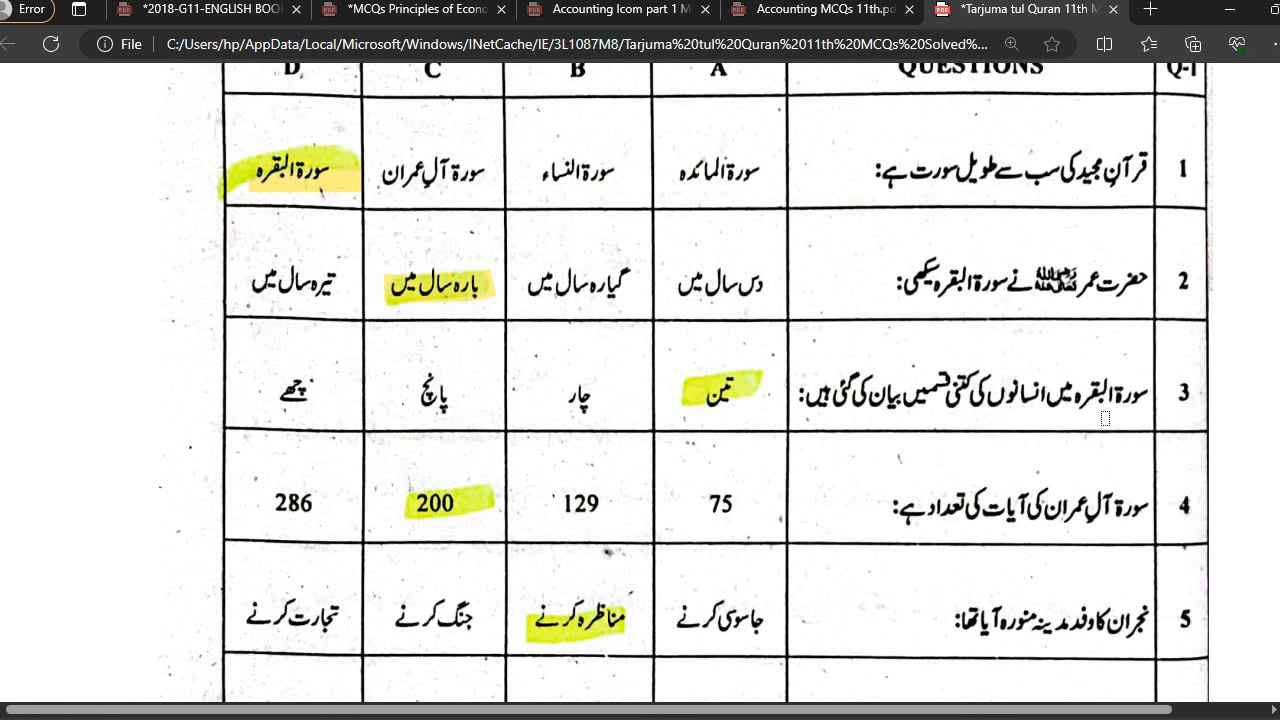 Error
*2018-G11-ENGLISH BOO
*MCQs Principles of Econo
Accounting Icom part 1 M
Accounting MCQs 11th.pd
*Tarjuma tul Quran 11th M
File
C:/Users/hp/AppData/Local/Microsoft/Windows/INetCache/IE/3L1087M8/Tarjuma%20tul%20Quran%2011th%20MCQs%20Solved%...
Q-1 QUESTIONS A B C D
1 قرآنِ مجید کی سب سے طویل سورت ہے: سورۃ المائدہ سورۃ النساء سورۃ آلِ عمران سورۃ البقرہ
2 حضرت عمر رضی اللہ تعالیٰ عنہ نے سورۃ البقرہ سیکھی: دس سال میں گیارہ سال میں بارہ سال میں تیرہ سال میں
3 سورۃ البقرہ میں انسانوں کی کتنی قسمیں بیان کی گئی ہیں: تین چار پانچ چھے
4 سورۃ آلِ عمران کی آیات کی تعداد ہے: 75 129 200 286
5 نجران کا وفد مدینہ منورہ آیا تھا: جاسوسی کرنے مناظرہ کرنے جنگ کرنے تجارت کرنے